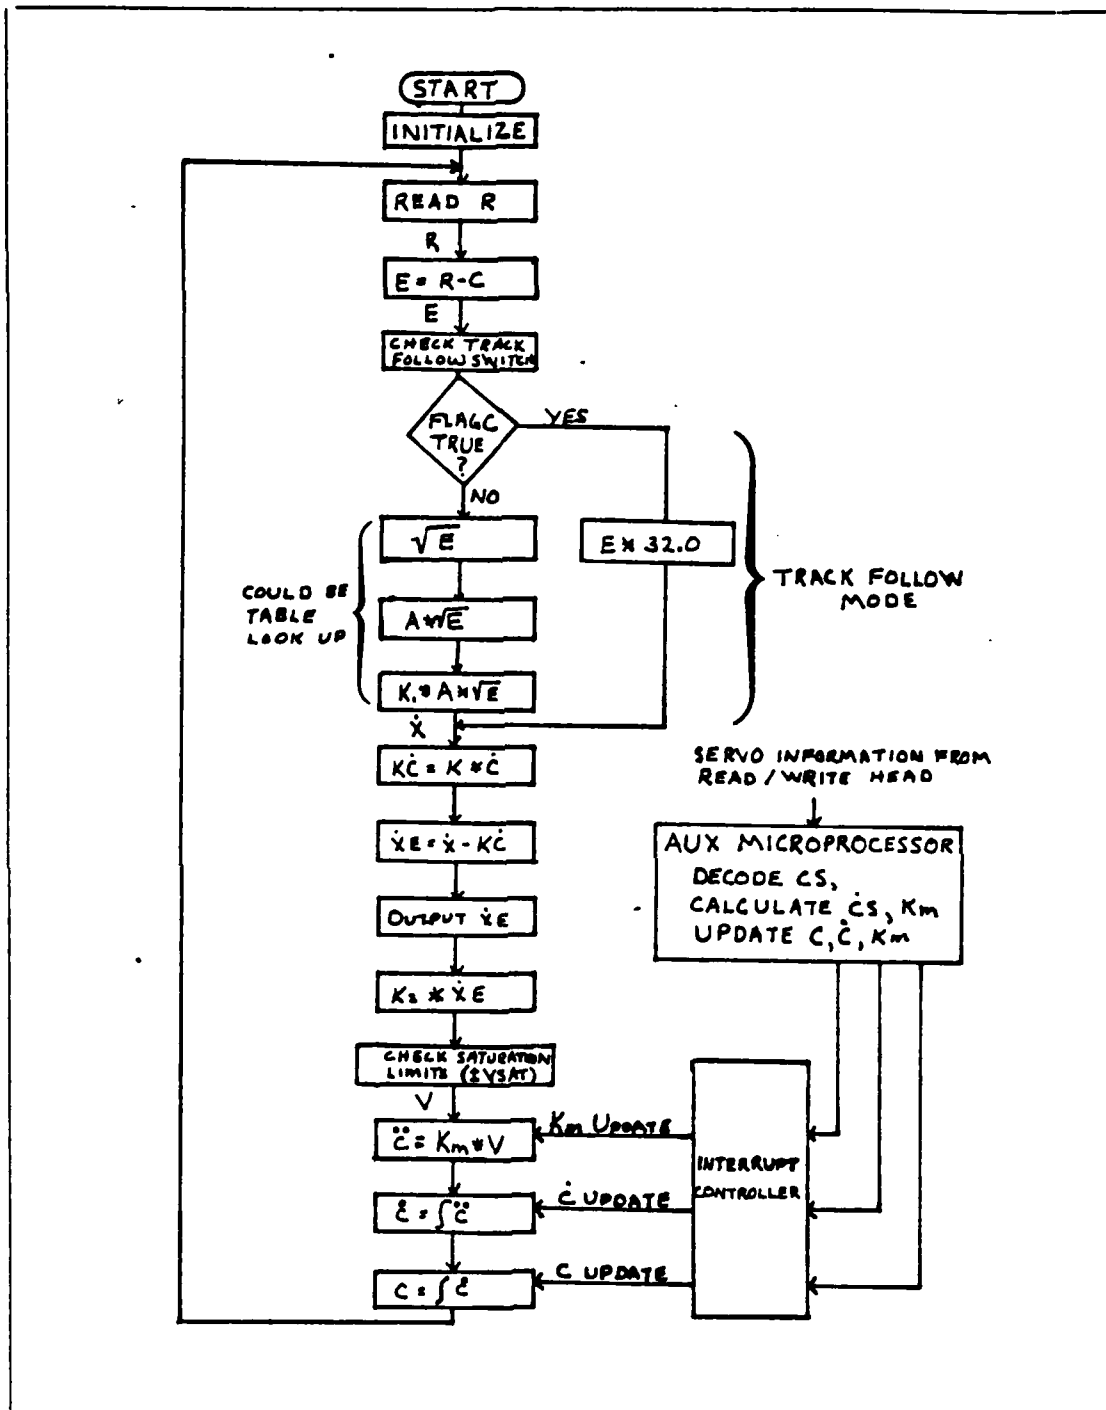 START
INITIALIZE
READ R
R
E = R-C
E
CHECK TRACK
FOLLOW SWITCH
FLAGC
TRUE
?
YES
NO
√E
E * 32.0
A*√E
K₁*A*√E
COULD BE
TABLE
LOOK UP
TRACK FOLLOW
MODE
Ẋ
KĊ = K * Ċ
ẊE = Ẋ - KĊ
OUTPUT ẊE
K₂ * ẊE
CHECK SATURATION
LIMITS (±VSAT)
V
C̈ = Km * V
Ċ = ∫C̈
C = ∫Ċ
SERVO INFORMATION FROM
READ/WRITE HEAD
AUX MICROPROCESSOR
DECODE CS,
CALCULATE ĊS, Km
UPDATE C, Ċ, Km
Km UPDATE
Ċ UPDATE
C UPDATE
INTERRUPT
CONTROLLER